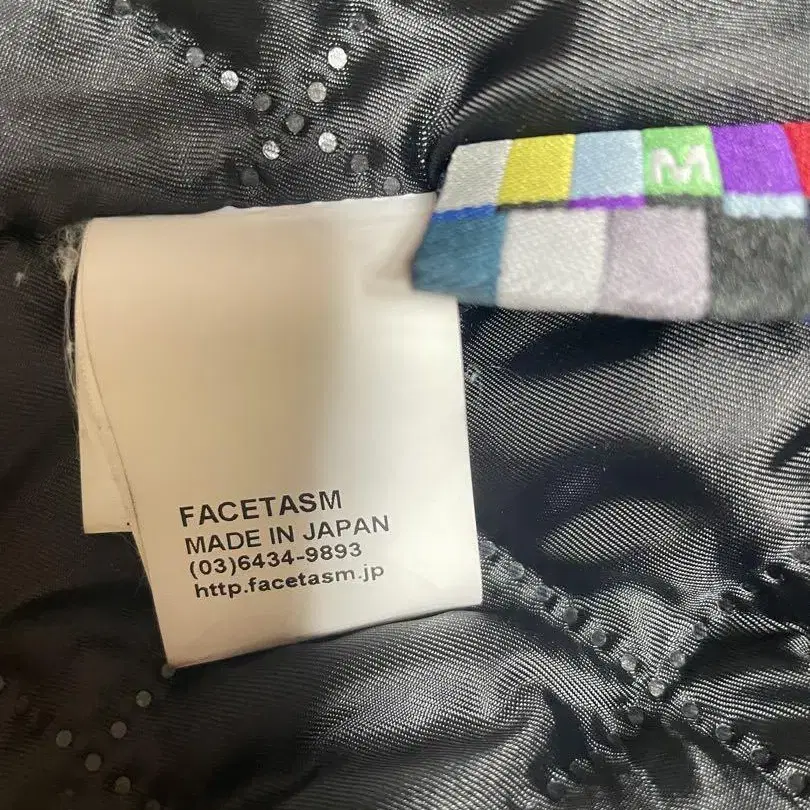 M
FACETASM
MADE IN JAPAN
(03)6434-9893
http.facetasm.jp